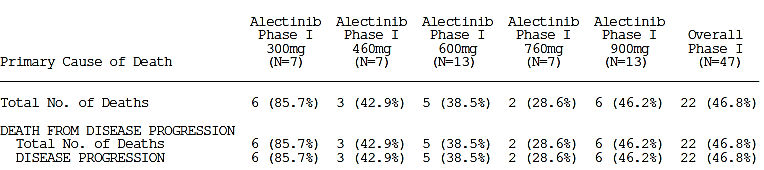 Alectinib Alectinib Alectinib Alectinib Alectinib
Phase I Phase I Phase I Phase I Phase I Overall
300mg 460mg 600mg 760mg 900mg Phase I
Primary Cause of Death (N=7) (N=7) (N=13) (N=7) (N=13) (N=47)
Total No. of Deaths 6 (85.7%) 3 (42.9%) 5 (38.5%) 2 (28.6%) 6 (46.2%) 22 (46.8%)
DEATH FROM DISEASE PROGRESSION
Total No. of Deaths 6 (85.7%) 3 (42.9%) 5 (38.5%) 2 (28.6%) 6 (46.2%) 22 (46.8%)
DISEASE PROGRESSION 6 (85.7%) 3 (42.9%) 5 (38.5%) 2 (28.6%) 6 (46.2%) 22 (46.8%)